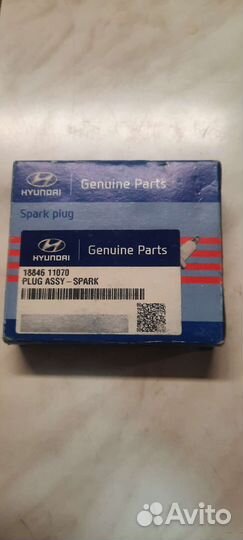 HYUNDAI
Genuine Parts
Spark plug
HYUNDAI
Genuine Parts
18846 11070
PLUG ASSY-SPARK
Avito